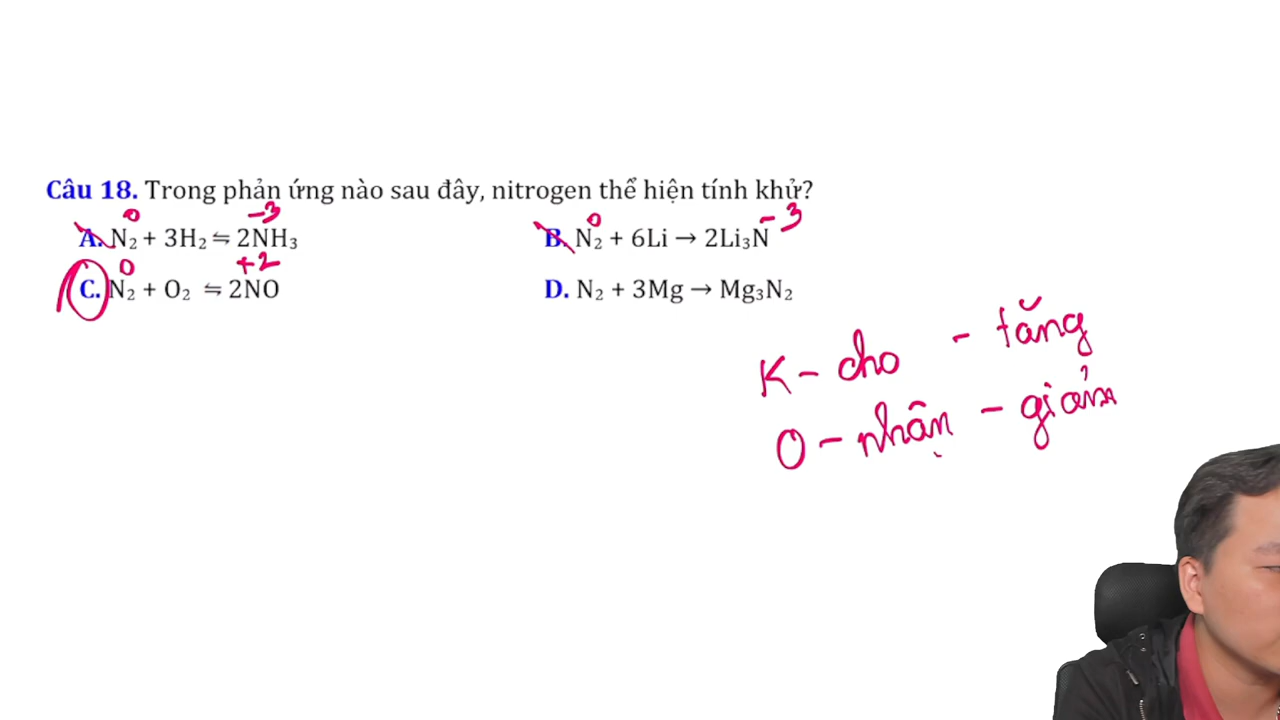 Câu 18. Trong phản ứng nào sau đây, nitrogen thể hiện tính khử?
0 -3 0 -3
A. N₂ + 3H₂ ⇋ 2NH₃ B. N₂ + 6Li → 2Li₃N
0 +2
C. N₂ + O₂ ⇋ 2NO D. N₂ + 3Mg → Mg₃N₂
K - cho - tăng
O - nhận - giảm